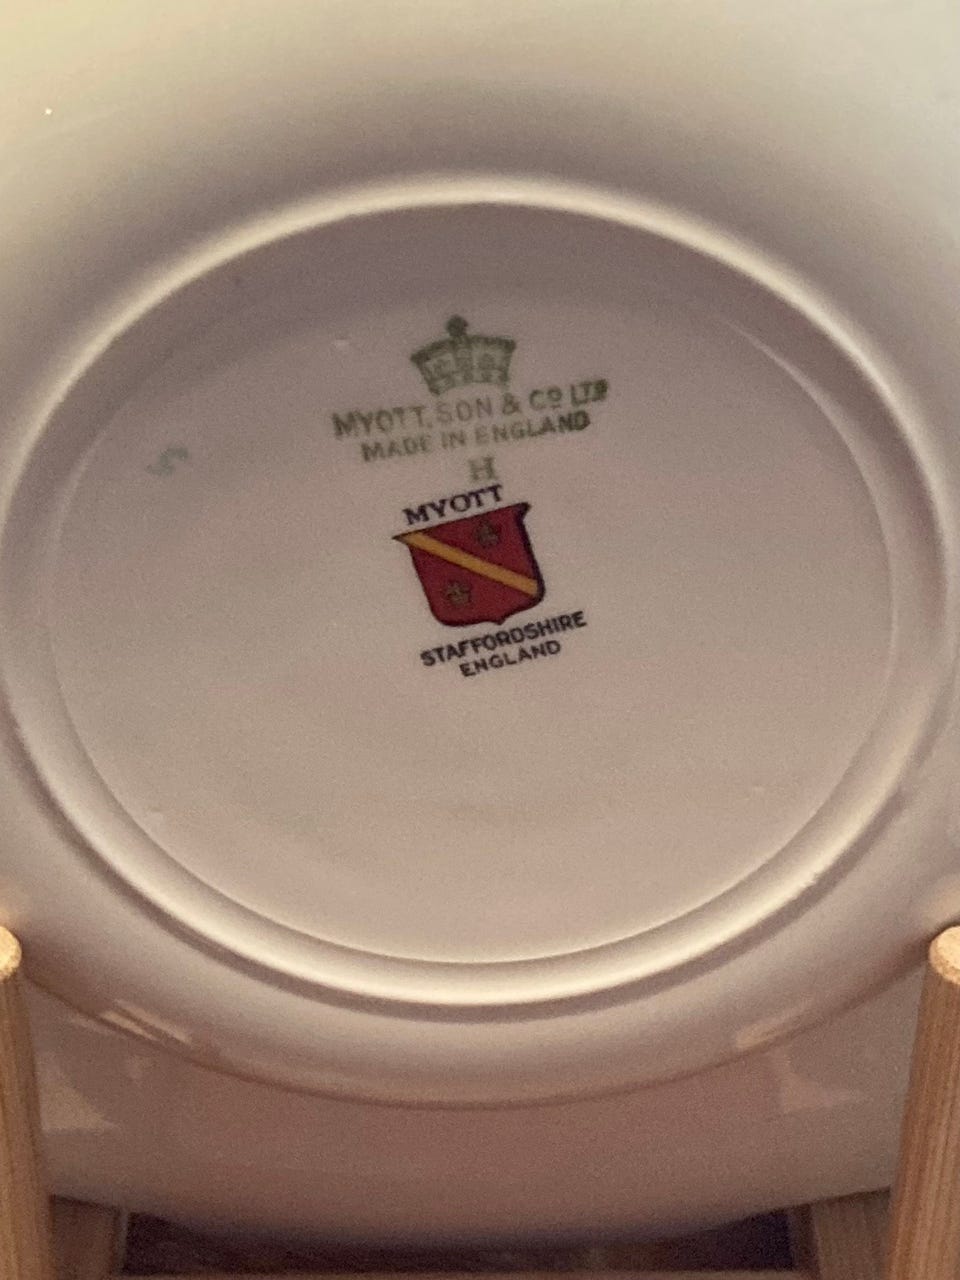 MYOTT, SON & Cº LTD
MADE IN ENGLAND
H
MYOTT
STAFFORDSHIRE
ENGLAND